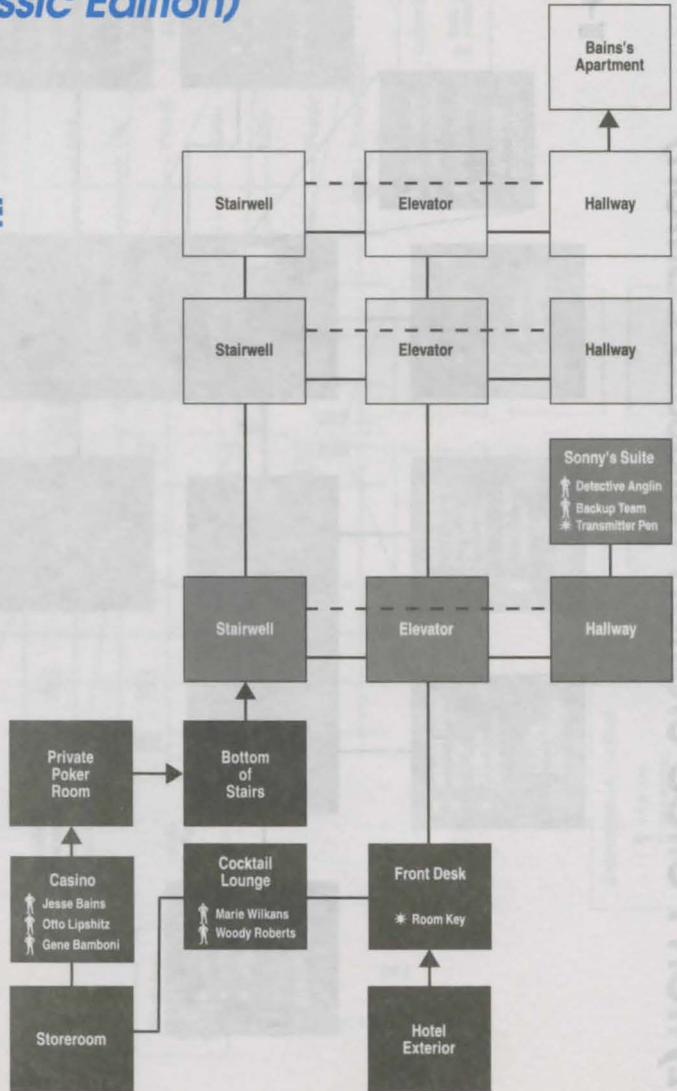 ssic Edition)
Bains's
Apartment
Stairwell
Elevator
Hallway
Stairwell
Elevator
Hallway
Sonny's Suite
Detective Anglin
Backup Team
Transmitter Pen
Stairwell
Elevator
Hallway
Private
Poker
Room
Bottom
of
Stairs
Casino
Jesse Bains
Otto Lipshitz
Gene Bamboni
Cocktail
Lounge
Marie Wilkans
Woody Roberts
Front Desk
Room Key
Storeroom
Hotel
Exterior